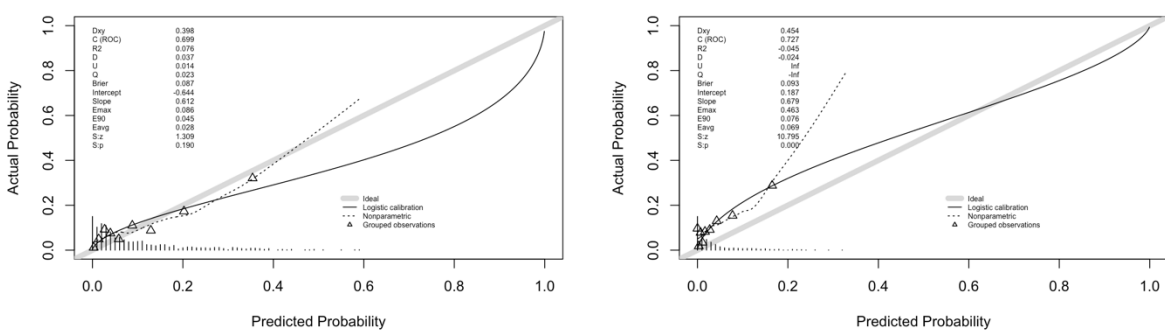 Actual Probability
1.0
0.8
0.6
0.4
0.2
0.0
Dxy 0.398
C (ROC) 0.699
R2 0.076
D 0.037
U 0.014
Q 0.023
Brier 0.087
Intercept -0.644
Slope 0.612
Emax 0.086
E90 0.045
Eavg 0.028
S:z 1.309
S:p 0.190
Ideal
Logistic calibration
Nonparametric
Grouped observations
0.0 0.2 0.4 0.6 0.8 1.0
Predicted Probability
Actual Probability
1.0
0.8
0.6
0.4
0.2
0.0
Dxy 0.454
C (ROC) 0.727
R2 -0.045
D -0.024
U Inf
Q -Inf
Brier 0.093
Intercept 0.187
Slope 0.679
Emax 0.463
E90 0.076
Eavg 0.069
S:z 10.795
S:p 0.000
Ideal
Logistic calibration
Nonparametric
Grouped observations
0.0 0.2 0.4 0.6 0.8 1.0
Predicted Probability